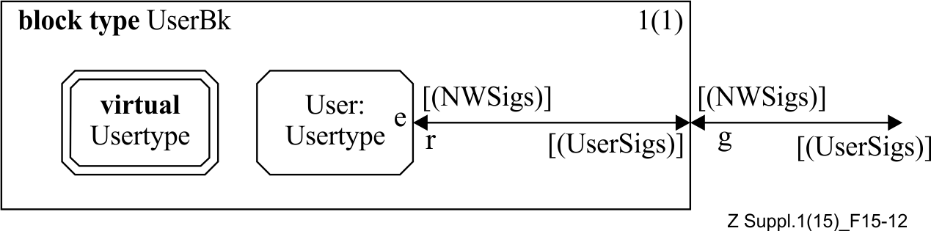 block type UserBk 1(1)
virtual
Usertype
User:
Usertype
e
[(NWSigs)]
r
[(UserSigs)]
[(NWSigs)]
g
[(UserSigs)]
Z Suppl.1(15)_F15-12